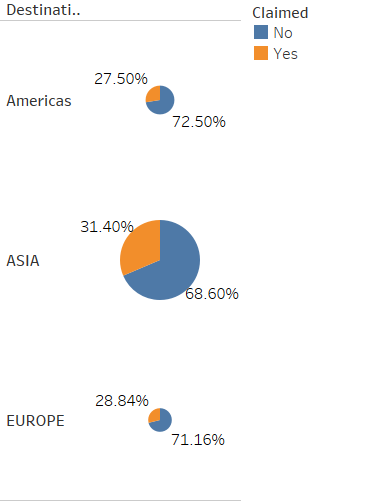 Destinati..
Claimed
No
Yes
27.50%
Americas
72.50%
31.40%
ASIA
68.60%
28.84%
EUROPE
71.16%